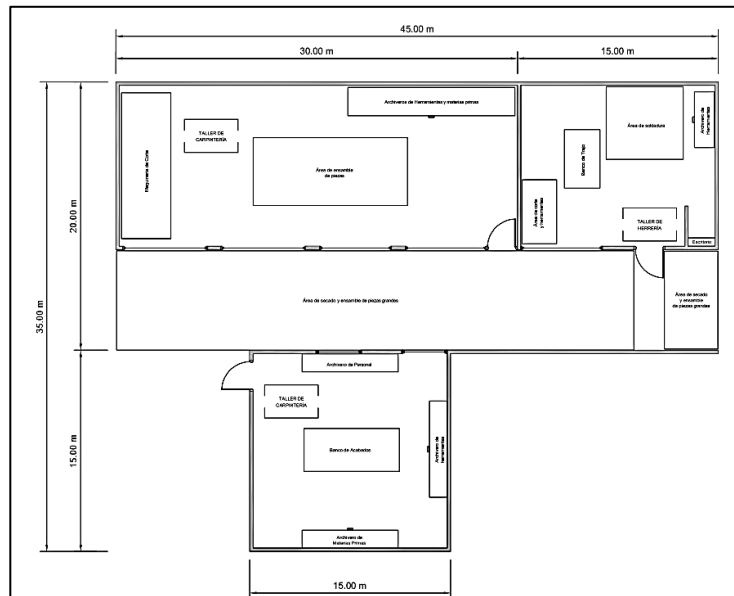 45.00 m
30.00 m
15.00 m
35.00 m
20.00 m
15.00 m
Maquinaria de Corte
TALLER DE
CARPINTERÍA
Área de ensamble
de piezas
Archiveros de Herramientas y materias primas
Banco de Trajo
Área de soldadura
Archivero de
Herramientas
Área de corte
y herramientas
TALLER DE
HERRERÍA
Escritorio
Área de secado y ensamble de piezas grandes
Área de secado
y ensamble
de piezas grandes
Archivero de Personal
TALLER DE
CARPINTERÍA
Banco de Acabados
Archivero de
Herramientas
Archivero de
Materias Primas
15.00 m